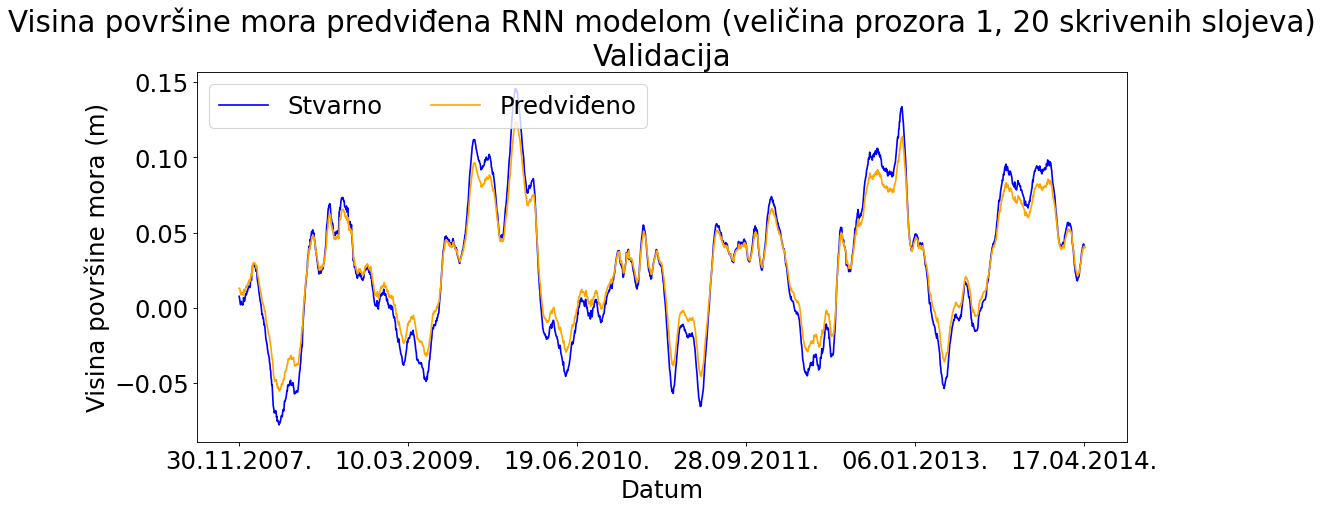 Visina površine mora predviđena RNN modelom (veličina prozora 1, 20 skrivenih slojeva)
Validacija
Stvarno Predviđeno
Visina površine mora (m)
0.15
0.10
0.05
0.00
−0.05
30.11.2007. 10.03.2009. 19.06.2010. 28.09.2011. 06.01.2013. 17.04.2014.
Datum